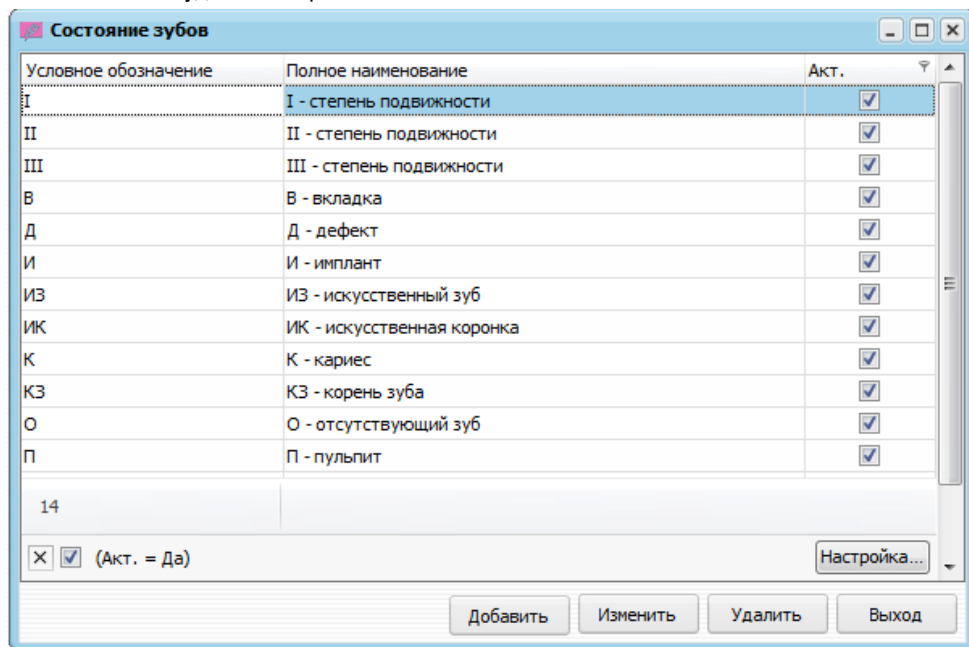 Состояние зубов
Условное обозначение Полное наименование Акт.
I I - степень подвижности
II II - степень подвижности
III III - степень подвижности
В В - вкладка
Д Д - дефект
И И - имплант
ИЗ ИЗ - искусственный зуб
ИК ИК - искусственная коронка
К К - кариес
КЗ КЗ - корень зуба
О О - отсутствующий зуб
П П - пульпит
14
(Акт. = Да) Настройка...
Добавить Изменить Удалить Выход